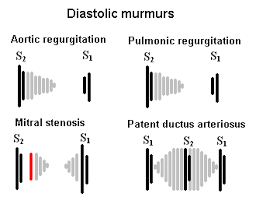 Diastolic murmurs
Aortic regurgitation
S2 S1
Pulmonic regurgitation
S2 S1
Mitral stenosis
S2 S1
Patent ductus arteriosus
S1 S2 S1